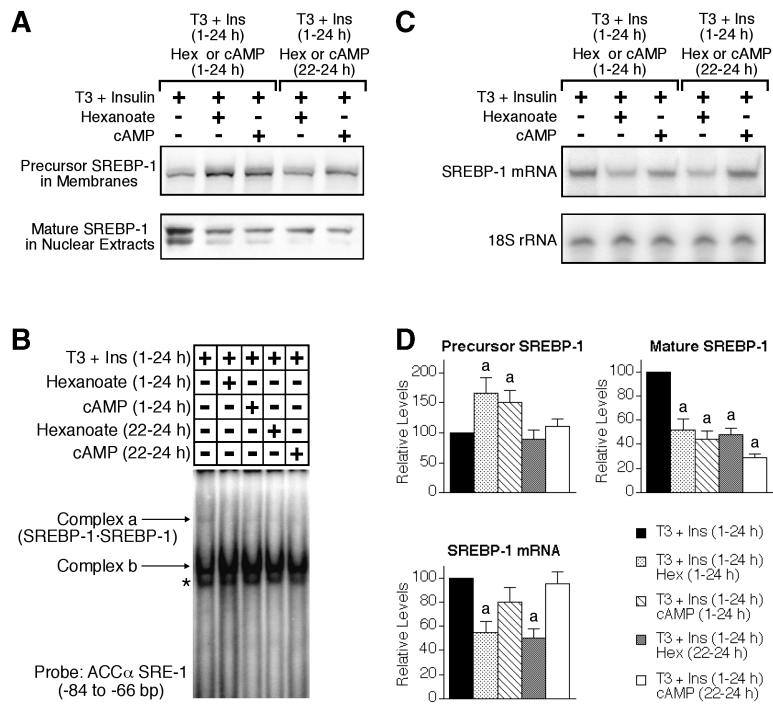 A
T3 + Ins
(1-24 h)
Hex or cAMP
(1-24 h)
T3 + Ins
(1-24 h)
Hex or cAMP
(22-24 h)
T3 + Insulin + + + + +
Hexanoate - + - + -
cAMP - - + - +
Precursor SREBP-1
in Membranes
Mature SREBP-1
in Nuclear Extracts
C
T3 + Ins
(1-24 h)
Hex or cAMP
(1-24 h)
T3 + Ins
(1-24 h)
Hex or cAMP
(22-24 h)
T3 + Insulin + + + + +
Hexanoate - + - + -
cAMP - - + - +
SREBP-1 mRNA
18S rRNA
B
T3 + Ins (1-24 h) + + + + +
Hexanoate (1-24 h) - + - - -
cAMP (1-24 h) - - + - -
Hexanoate (22-24 h) - - - + -
cAMP (22-24 h) - - - - +
Complex a
(SREBP-1·SREBP-1)
Complex b
*
Probe: ACCα SRE-1
(-84 to -66 bp)
D
Precursor SREBP-1
Relative Levels
200
150
100
50
0
a a
Mature SREBP-1
Relative Levels
100
80
60
40
20
0
a a a a
SREBP-1 mRNA
Relative Levels
100
80
60
40
20
0
a a
T3 + Ins (1-24 h)
T3 + Ins (1-24 h)
Hex (1-24 h)
T3 + Ins (1-24 h)
cAMP (1-24 h)
T3 + Ins (1-24 h)
Hex (22-24 h)
T3 + Ins (1-24 h)
cAMP (22-24 h)